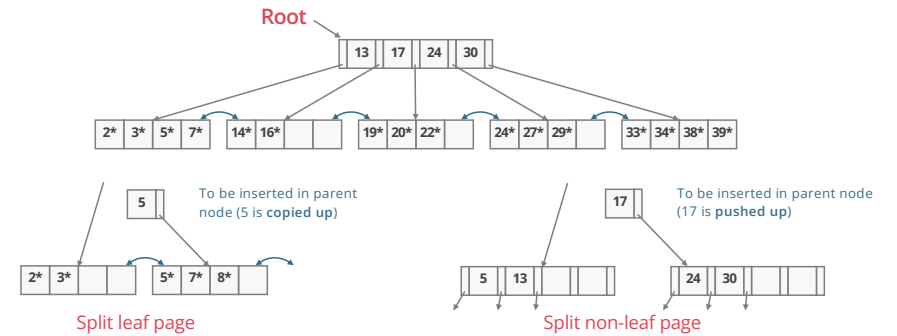 Root
13 17 24 30
2* 3* 5* 7* 14* 16* 19* 20* 22* 24* 27* 29* 33* 34* 38* 39*
5
To be inserted in parent
node (5 is copied up)
17
To be inserted in parent node
(17 is pushed up)
2* 3* 5* 7* 8*
5 13 24 30
Split leaf page
Split non-leaf page